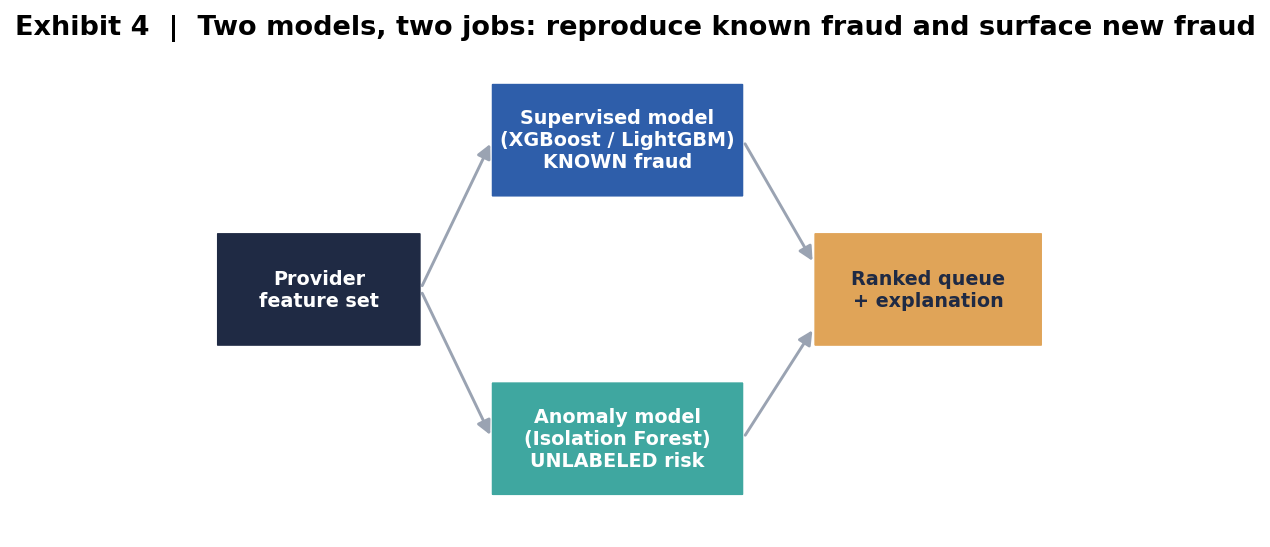 Exhibit 4 | Two models, two jobs: reproduce known fraud and surface new fraud
Supervised model
(XGBoost / LightGBM)
KNOWN fraud
Provider
feature set
Ranked queue
+ explanation
Anomaly model
(Isolation Forest)
UNLABELED risk